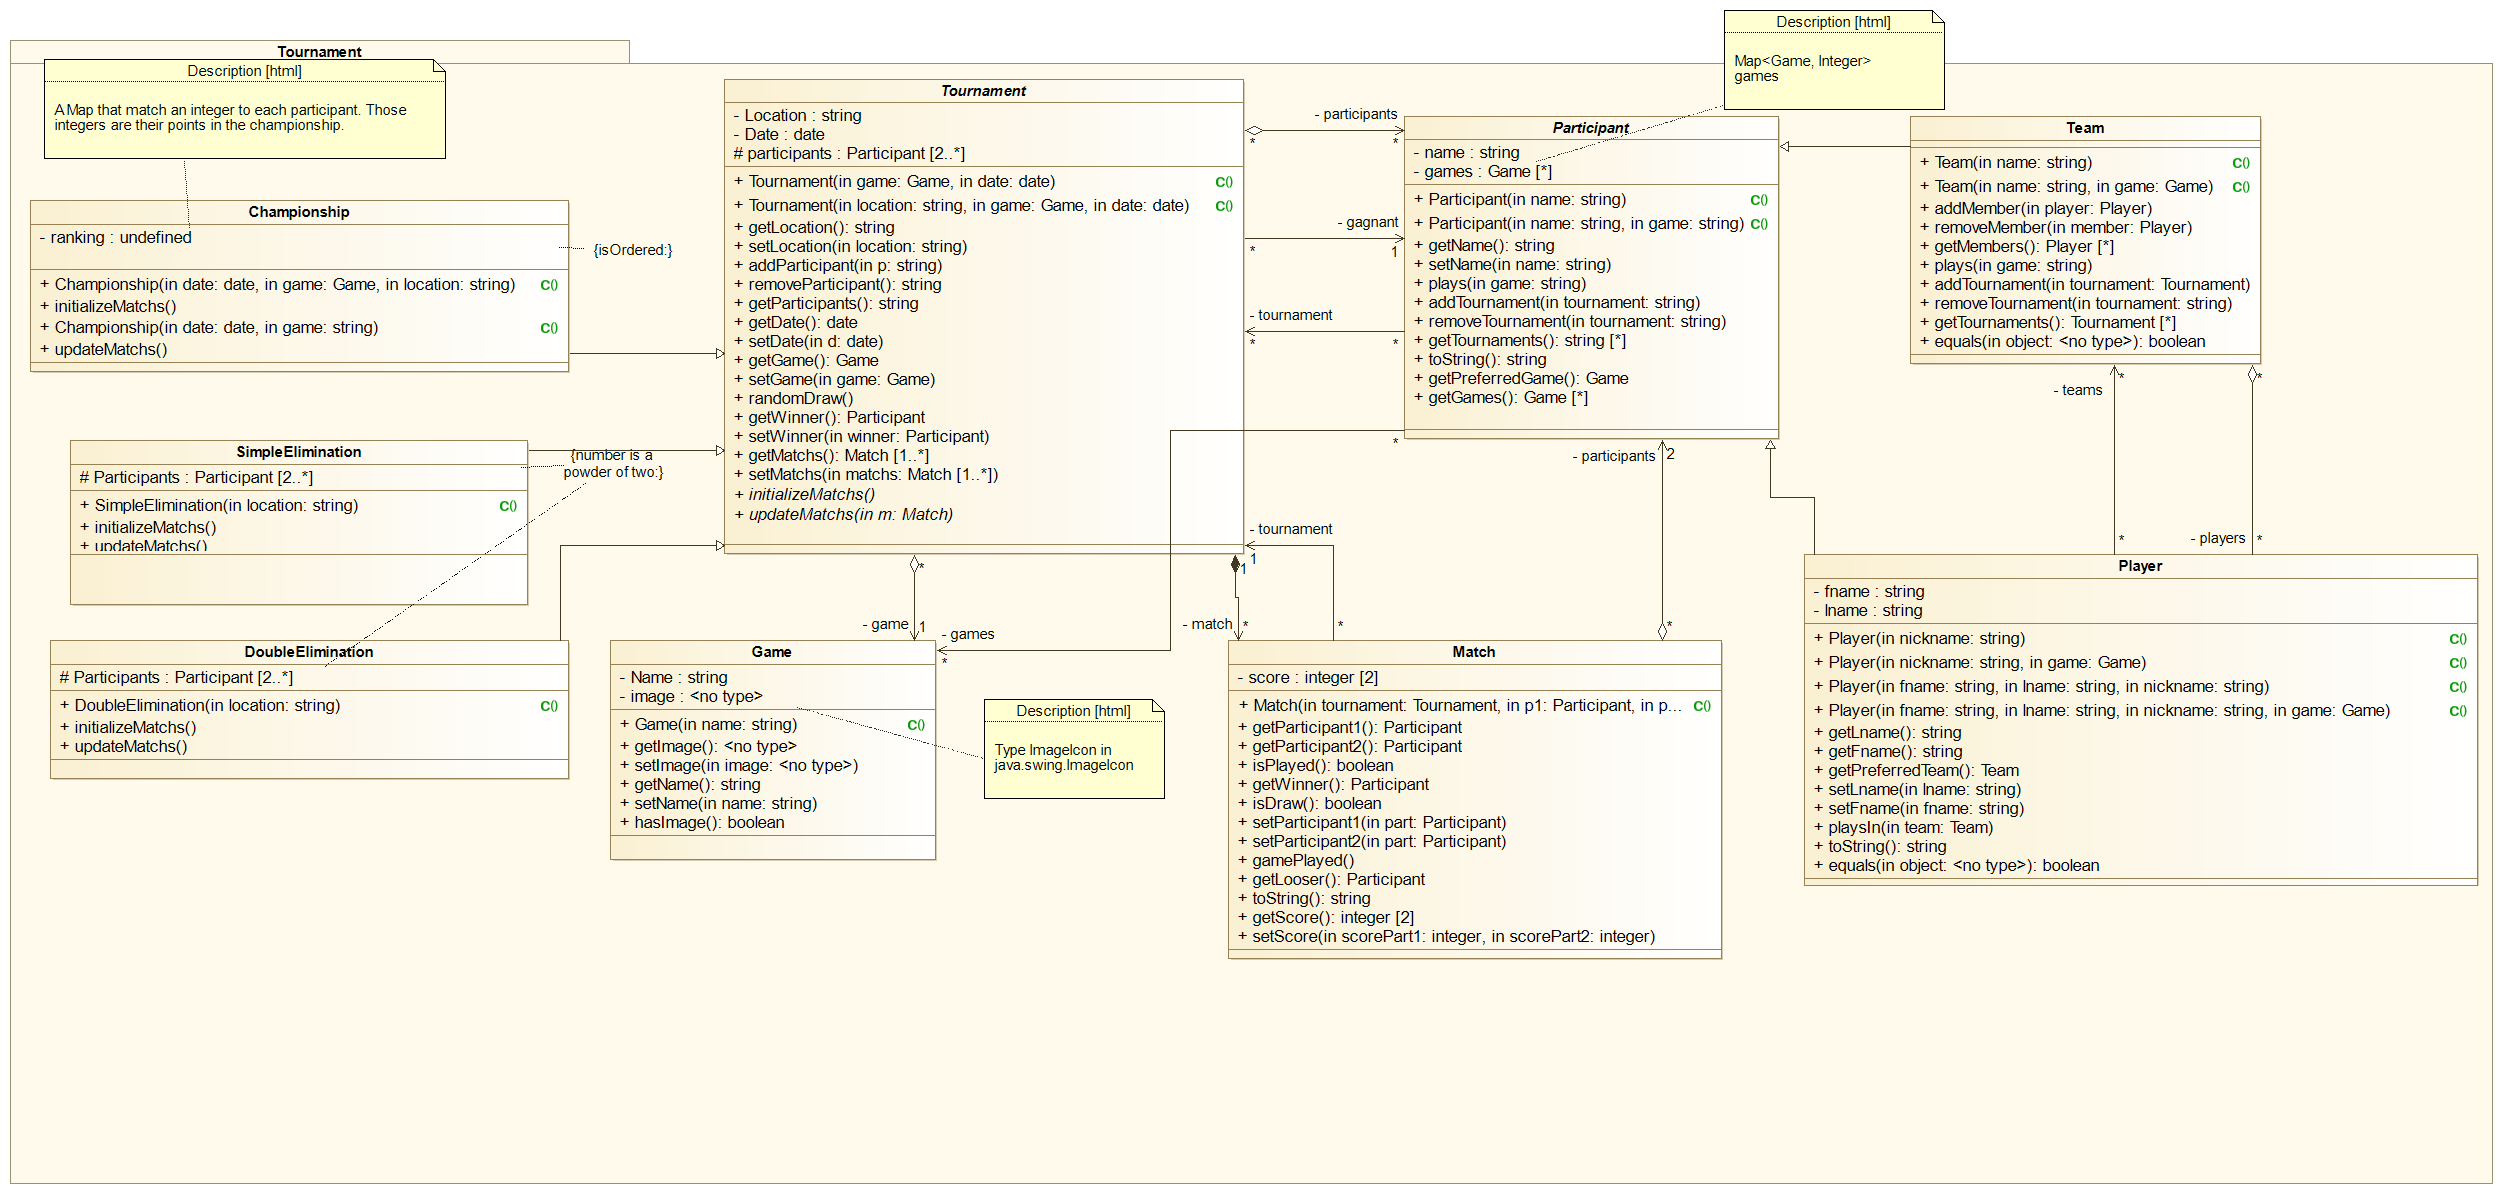 Tournament
Description [html]
A Map that match an integer to each participant. Those
integers are their points in the championship.
Championship
- ranking : undefined
{isOrdered:}
+ Championship(in date: date, in game: Game, in location: string) C()
+ initializeMatchs()
+ Championship(in date: date, in game: string) C()
+ updateMatchs()
SimpleElimination
# Participants : Participant [2..*]
+ SimpleElimination(in location: string) C()
+ initializeMatchs()
+ updateMatchs()
{number is a
powder of two:}
DoubleElimination
# Participants : Participant [2..*]
+ DoubleElimination(in location: string) C()
+ initializeMatchs()
+ updateMatchs()
Tournament
- Location : string
- Date : date
# participants : Participant [2..*]
+ Tournament(in game: Game, in date: date) C()
+ Tournament(in location: string, in game: Game, in date: date) C()
+ getLocation(): string
+ setLocation(in location: string)
+ addParticipant(in p: string)
+ removeParticipant(): string
+ getParticipants(): string
+ getDate(): date
+ setDate(in d: date)
+ getGame(): Game
+ setGame(in game: Game)
+ randomDraw()
+ getWinner(): Participant
+ setWinner(in winner: Participant)
+ getMatchs(): Match [1..*]
+ setMatchs(in matchs: Match [1..*])
+ initializeMatchs()
+ updateMatchs(in m: Match)
- participants
* *
- gagnant
* 1
- tournament
* *
*
- tournament
1
*
*
- game 1
1
- match *
- games
*
Game
- Name : string
- image : <no type>
+ Game(in name: string) C()
+ getImage(): <no type>
+ setImage(in image: <no type>)
+ getName(): string
+ setName(in name: string)
+ hasImage(): boolean
Description [html]
Type ImageIcon in
java.swing.ImageIcon
Description [html]
Map<Game, Integer>
games
Participant
- name : string
- games : Game [*]
+ Participant(in name: string) C()
+ Participant(in name: string, in game: string) C()
+ getName(): string
+ setName(in name: string)
+ plays(in game: string)
+ addTournament(in tournament: string)
+ removeTournament(in tournament: string)
+ getTournaments(): string [*]
+ toString(): string
+ getPreferredGame(): Game
+ getGames(): Game [*]
- participants 2
*
Match
- score : integer [2]
+ Match(in tournament: Tournament, in p1: Participant, in p... C()
+ getParticipant1(): Participant
+ getParticipant2(): Participant
+ isPlayed(): boolean
+ getWinner(): Participant
+ isDraw(): boolean
+ setParticipant1(in part: Participant)
+ setParticipant2(in part: Participant)
+ gamePlayed()
+ getLooser(): Participant
+ toString(): string
+ getScore(): integer [2]
+ setScore(in scorePart1: integer, in scorePart2: integer)
Team
+ Team(in name: string) C()
+ Team(in name: string, in game: Game) C()
+ addMember(in player: Player)
+ removeMember(in member: Player)
+ getMembers(): Player [*]
+ plays(in game: string)
+ addTournament(in tournament: Tournament)
+ removeTournament(in tournament: string)
+ getTournaments(): Tournament [*]
+ equals(in object: <no type>): boolean
* *
- teams
* - players *
Player
- fname : string
- lname : string
+ Player(in nickname: string) C()
+ Player(in nickname: string, in game: Game) C()
+ Player(in fname: string, in lname: string, in nickname: string) C()
+ Player(in fname: string, in lname: string, in nickname: string, in game: Game) C()
+ getLname(): string
+ getFname(): string
+ getPreferredTeam(): Team
+ setLname(in lname: string)
+ setFname(in fname: string)
+ playsIn(in team: Team)
+ toString(): string
+ equals(in object: <no type>): boolean